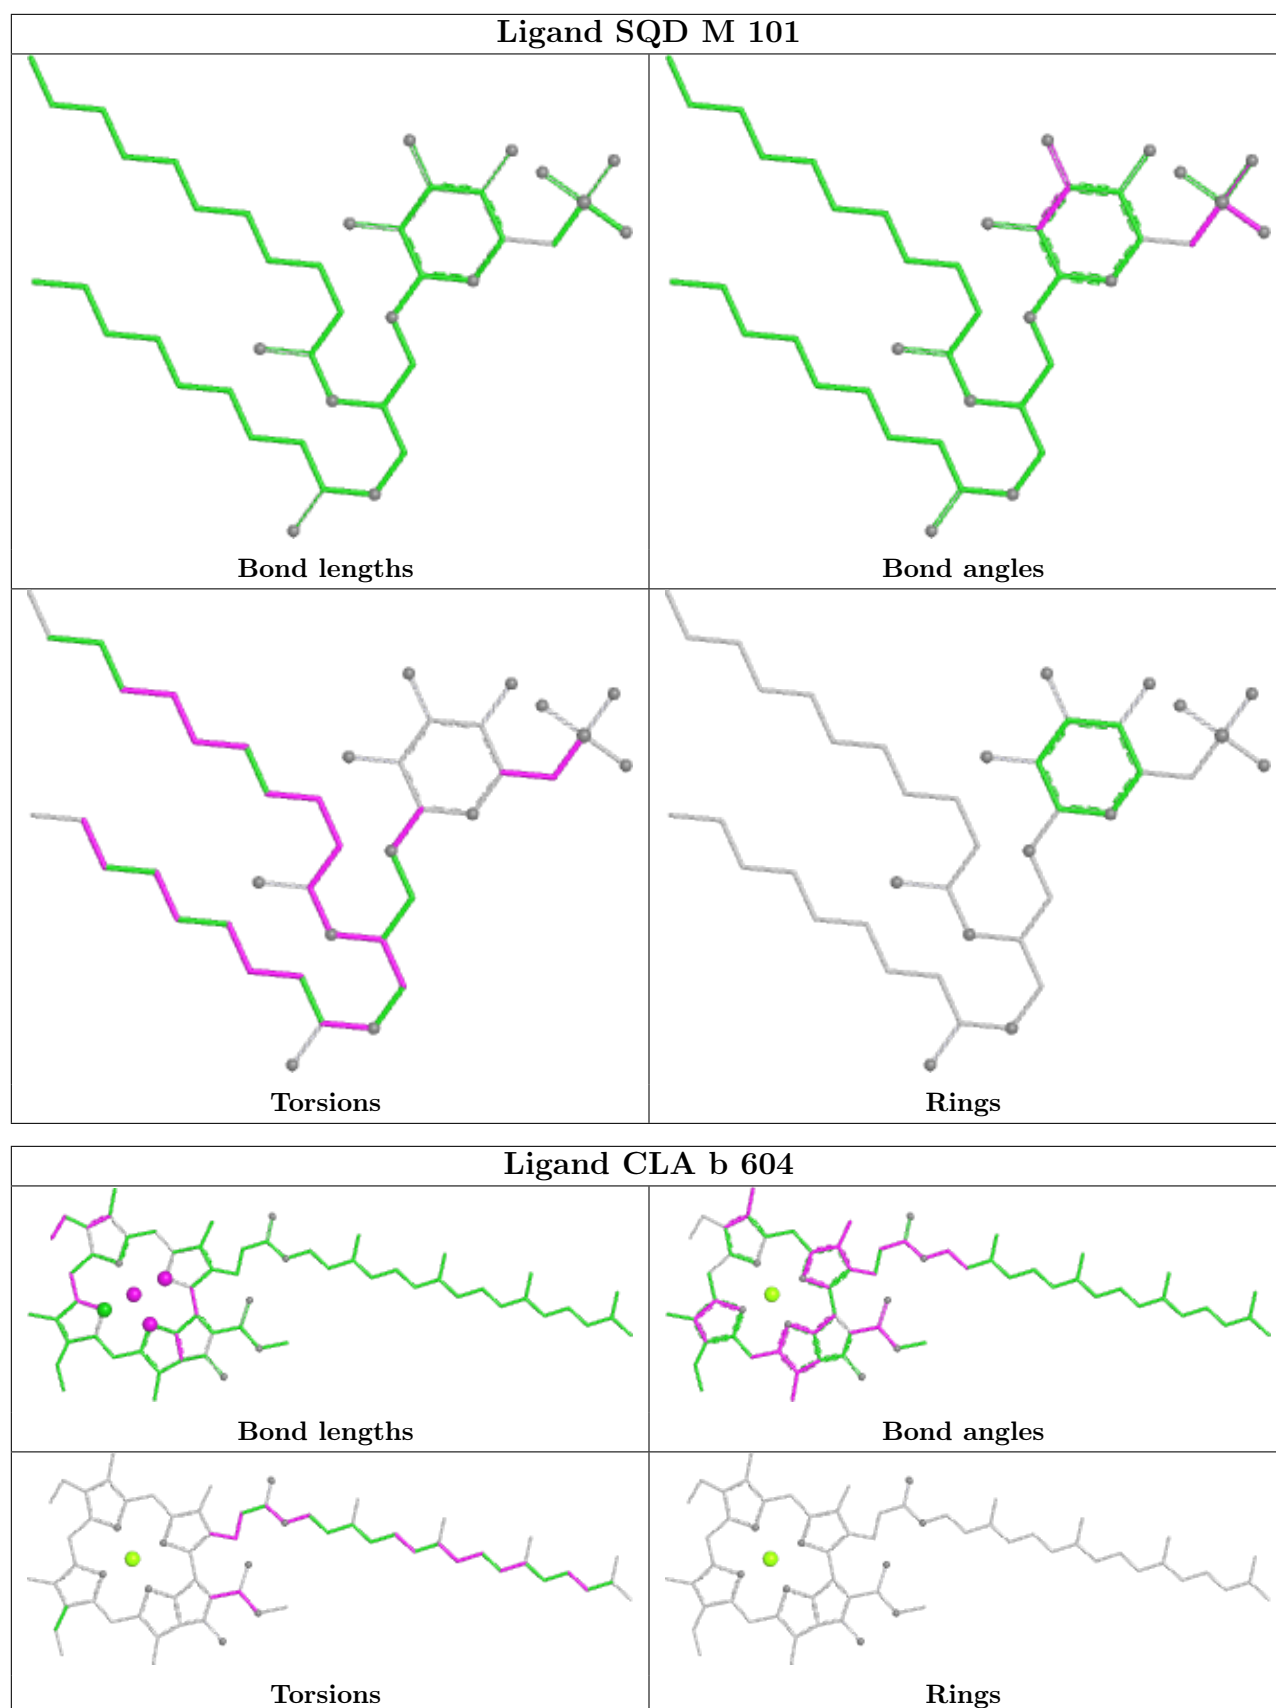 Ligand SQD M 101
Bond lengths
Bond angles
Torsions
Rings
Ligand CLA b 604
Bond lengths
Bond angles
Torsions
Rings